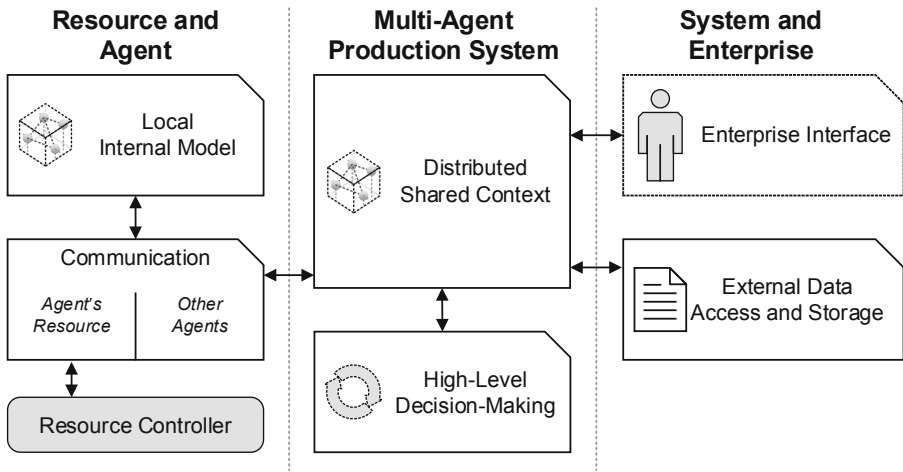 Resource and
Agent
Local
Internal Model
Communication
Agent's
Resource
Other
Agents
Resource Controller
Multi-Agent
Production System
Distributed
Shared Context
High-Level
Decision-Making
System and
Enterprise
Enterprise Interface
External Data
Access and Storage